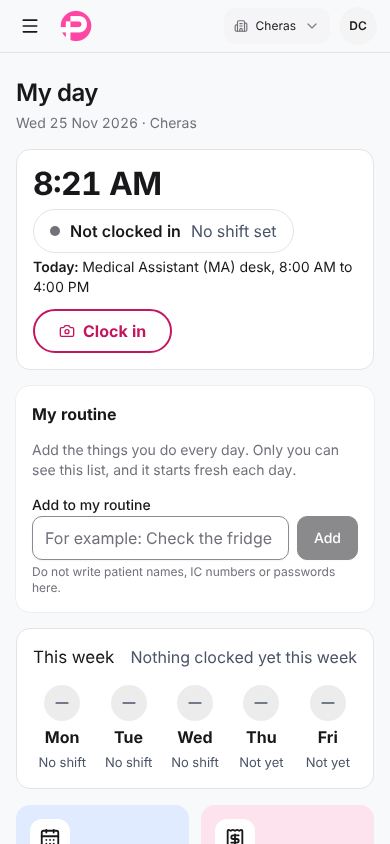 Cheras
DC
My day
Wed 25 Nov 2026 · Cheras
8:21 AM
Not clocked in No shift set
Today: Medical Assistant (MA) desk, 8:00 AM to
4:00 PM
Clock in
My routine
Add the things you do every day. Only you can
see this list, and it starts fresh each day.
Add to my routine
For example: Check the fridge
Add
Do not write patient names, IC numbers or passwords
here.
This week Nothing clocked yet this week
Mon Tue Wed Thu Fri
No shift No shift No shift Not yet Not yet